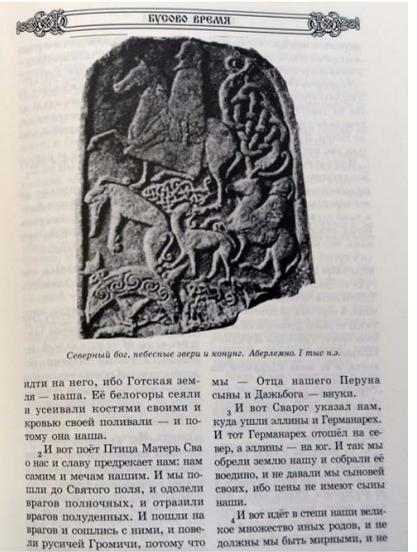 БУСОВО ВРЕМЯ
Северный бог, небесные звери и конунг. Аберлемно. I тыс н.э.
идти на него, ибо Готская зем-
ля — наша. Её белогоры сеяли
и усеивали костями своими и
кровью своей поливали — и по-
тому она наша.
2 И вот поёт Птица Матерь Сва
о нас и славу предрекает нам: нам
самим и мечам нашим. И мы по-
шли до Святого поля, и одолели
врагов полночных, и отразили
врагов полуденных. И пошли на
врагов и сошлись с ними, и пове-
ли русичей Громичи, потому что
мы — Отца нашего Перуна
сыны и Дажьбога — внуки.
3 И вот Сварог указал нам,
куда ушли эллины и Германарех.
И тот Германарех отошёл на се-
вер, а эллины — на юг. И так мы
обрели землю нашу и собрали её
воедино, и не давали мы сыновей
своих, ибо цены не имеют сыны
наши.
4 И вот идёт в степи наши вели-
кое множество иных родов, и не
должны мы быть мирными, и не